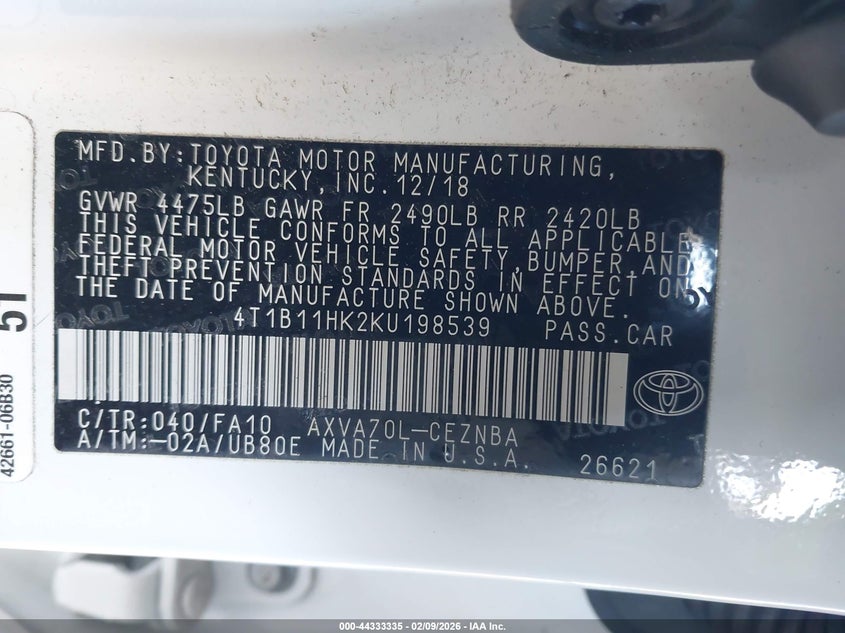 MFD.BY:TOYOTA MOTOR MANUFACTURING,
KENTUCKY,INC.12/18
GVWR 4475LB GAWR FR 2490LB RR 2420LB
THIS VEHICLE CONFORMS TO ALL APPLICABLE
FEDERAL MOTOR VEHICLE SAFETY,BUMPER,AND
THEFT PREVENTION STANDARDS IN EFFECT ON
THE DATE OF MANUFACTURE SHOWN ABOVE.
4T1B11HK2KU198539 PASS.CAR
C/TR:040/FA10 AXVA70L-CEZNBA
A/TM:-02A/UB80E MADE IN U.S.A. 26621
51
42661-06B30
000-44333335 - 02/09/2026 - IAA Inc.